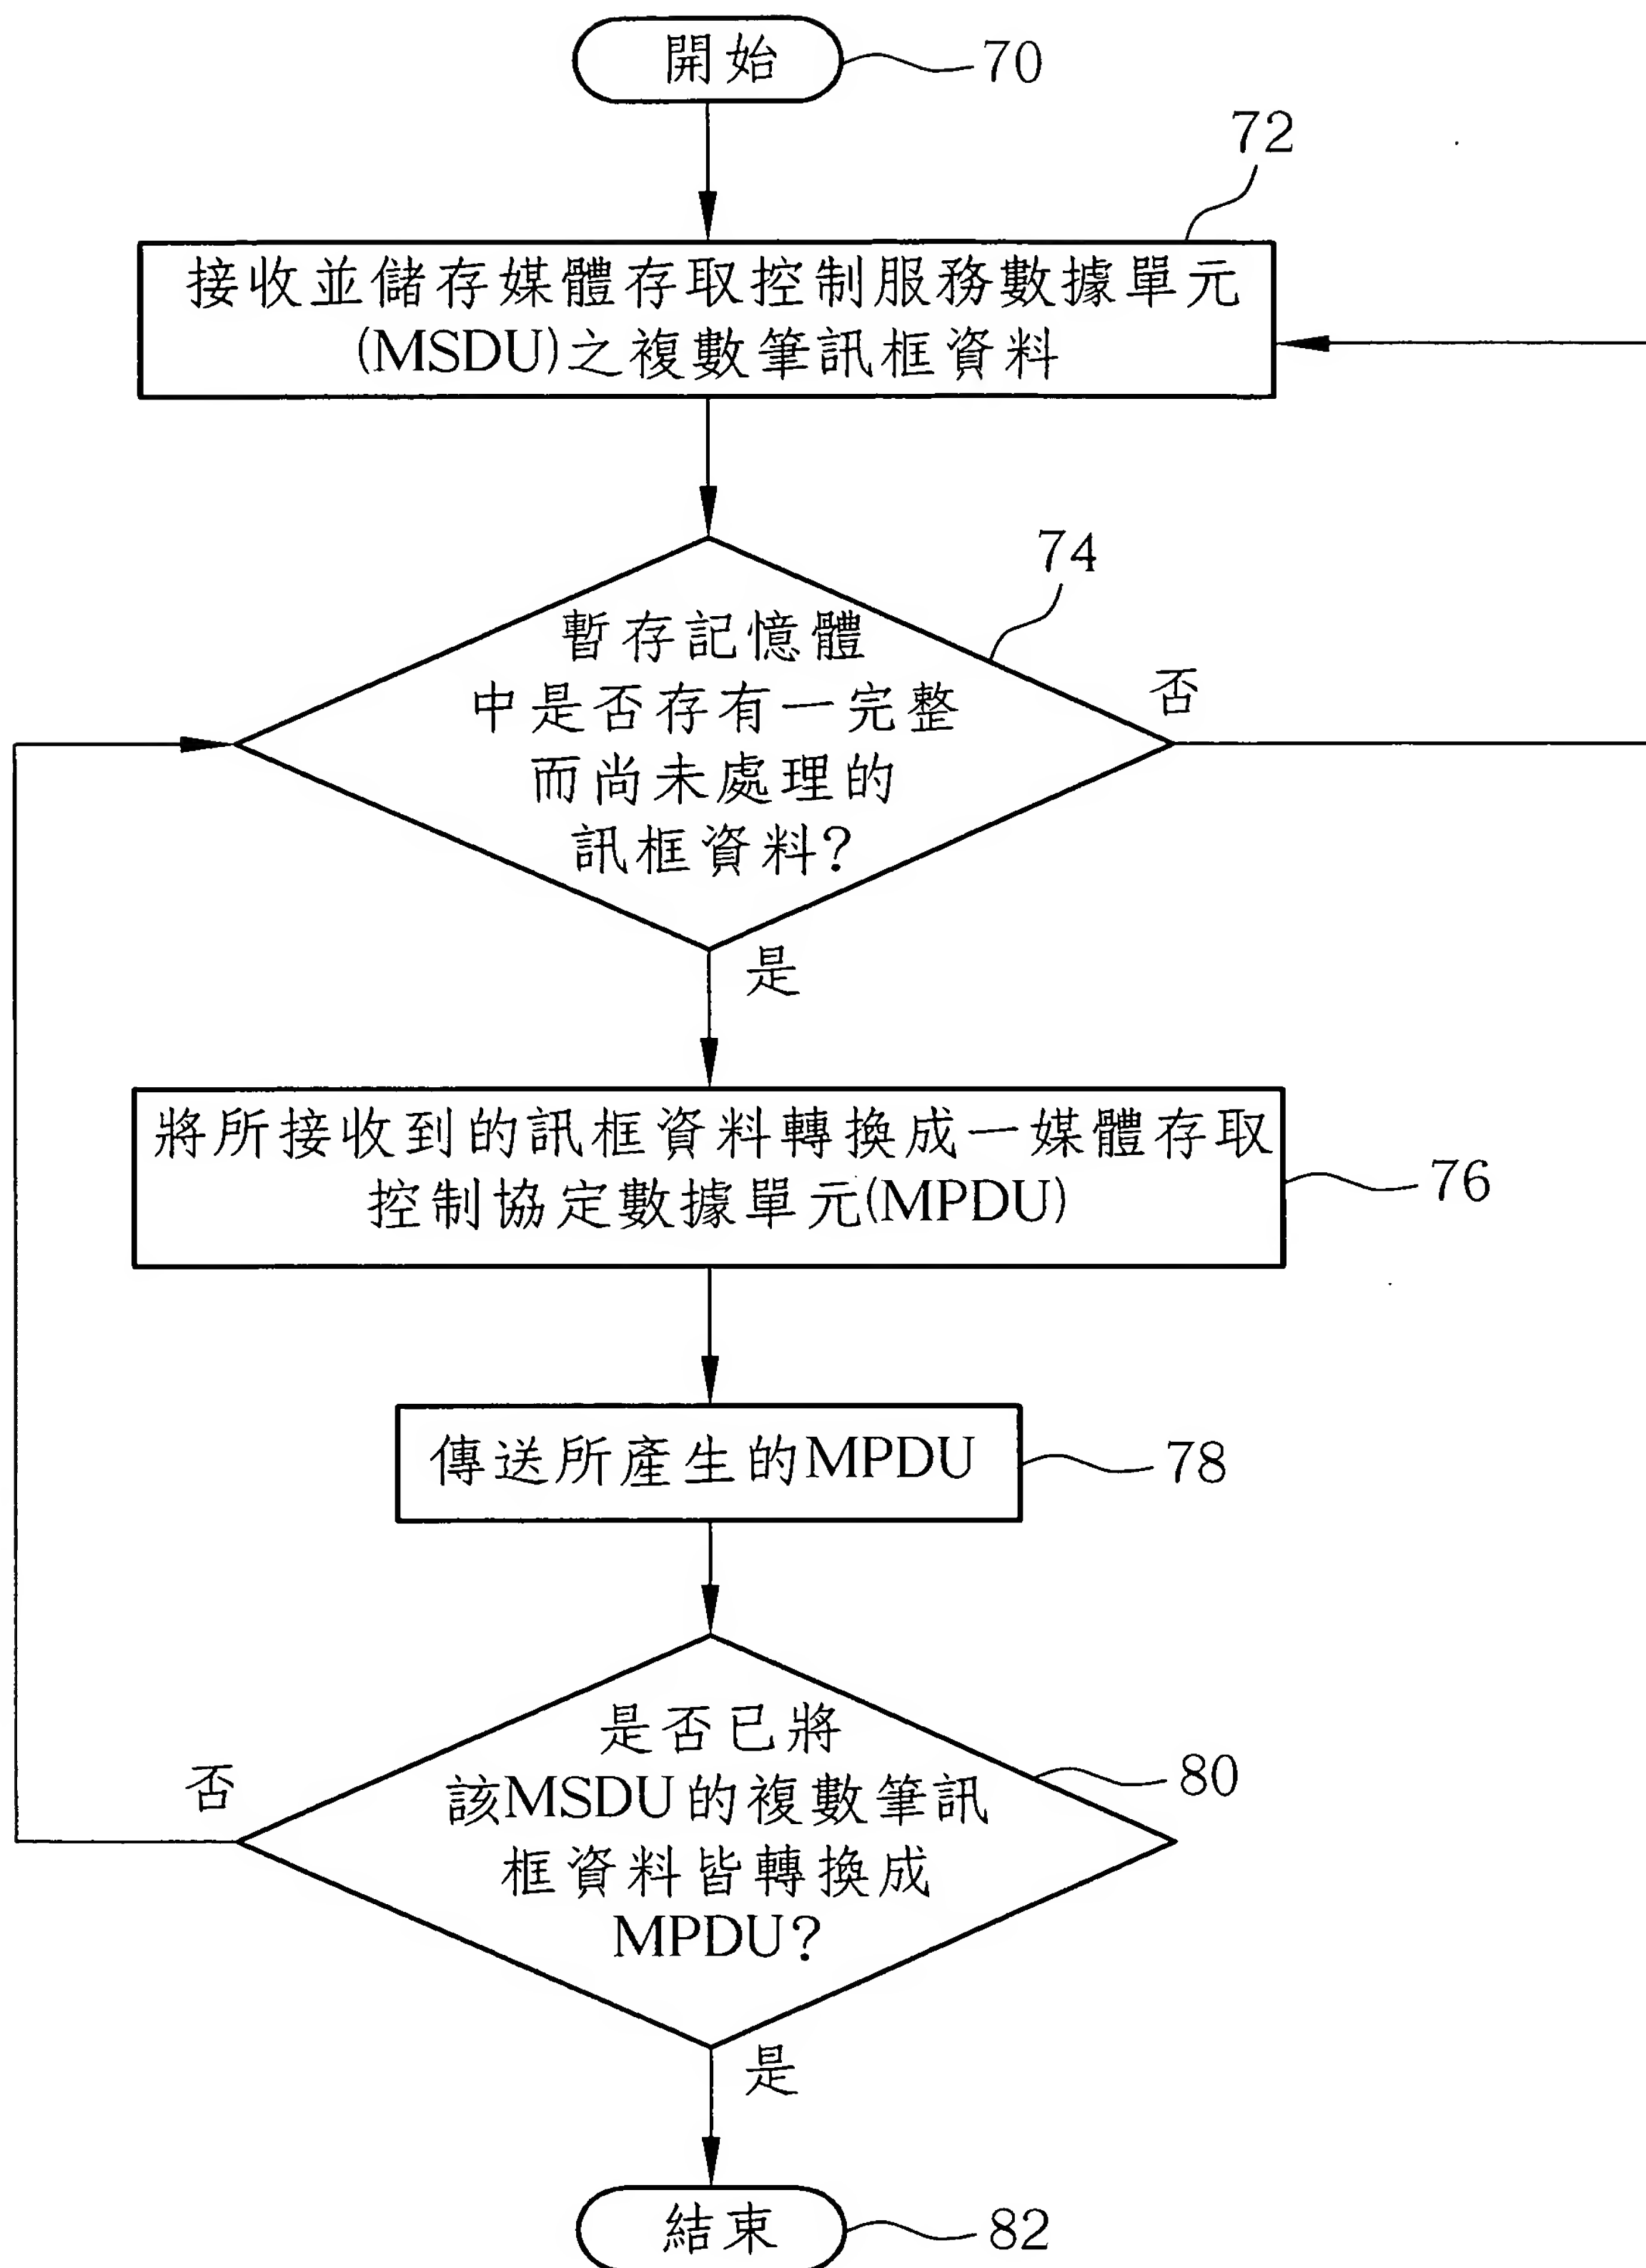 開始
70
72
接收並儲存媒體存取控制服務數據單元
(MSDU)之複數筆訊框資料
74
暫存記憶體
中是否存有一完整
而尚未處理的
訊框資料?
否
是
將所接收到的訊框資料轉換成一媒體存取
控制協定數據單元(MPDU)
76
傳送所產生的MPDU
78
是否已將
該MSDU的複數筆訊
框資料皆轉換成
MPDU?
80
否
是
結束
82